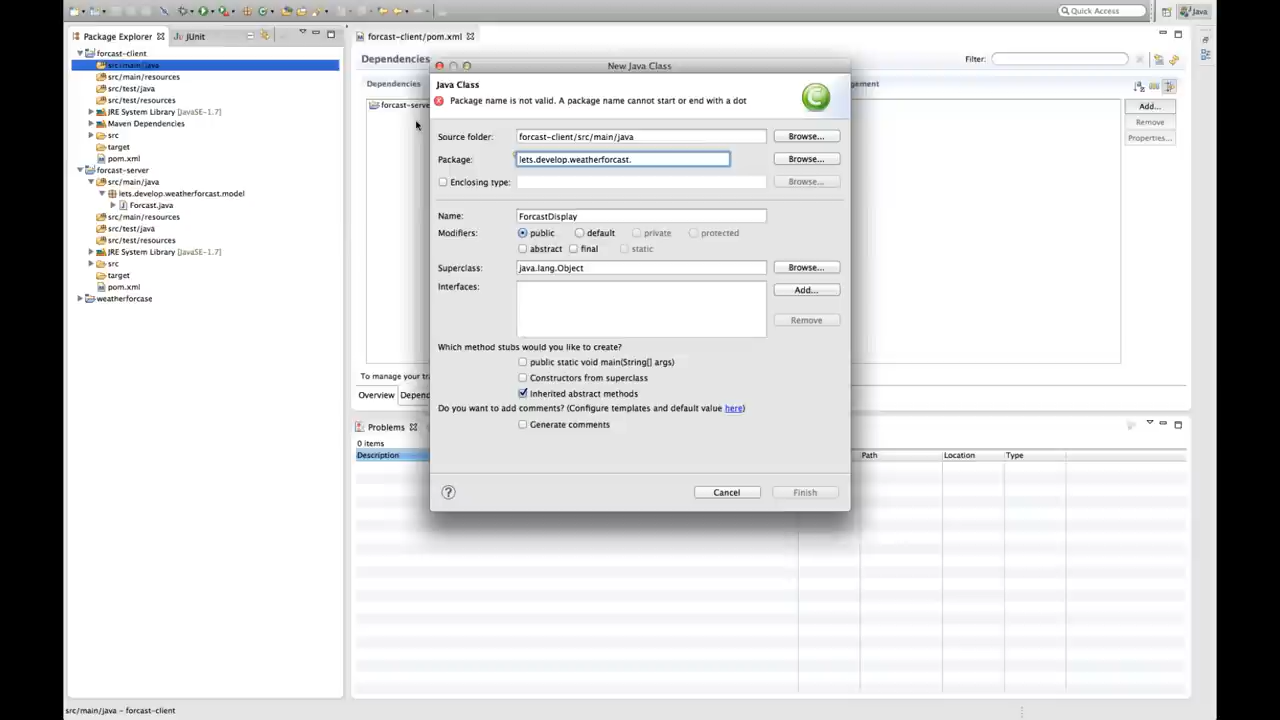 Quick Access
Java
Package Explorer
JUnit
forcast-client/pom.xml
forcast-client
src/main/java
src/main/resources
src/test/java
src/test/resources
JRE System Library [JavaSE-1.7]
Maven Dependencies
src
target
pom.xml
forcast-server
src/main/java
lets.develop.weatherforcast.model
Forcast.java
src/main/resources
src/test/java
src/test/resources
JRE System Library [JavaSE-1.7]
src
target
pom.xml
weatherforcase
Dependencies
Filter:
Dependencies
forcast-serve
Add...
Remove
Properties...
To manage your tra
Overview
Depend
New Java Class
Java Class
Package name is not valid. A package name cannot start or end with a dot
Source folder:
forcast-client/src/main/java
Browse...
Package:
lets.develop.weatherforcast.
Browse...
Enclosing type:
Browse...
Name:
ForcastDisplay
Modifiers:
public
default
private
protected
abstract
final
static
Superclass:
java.lang.Object
Browse...
Interfaces:
Add...
Remove
Which method stubs would you like to create?
public static void main(String[] args)
Constructors from superclass
Inherited abstract methods
Do you want to add comments? (Configure templates and default value here)
Generate comments
?
Cancel
Finish
Problems
0 items
Description
Path
Location
Type
src/main/java - forcast-client